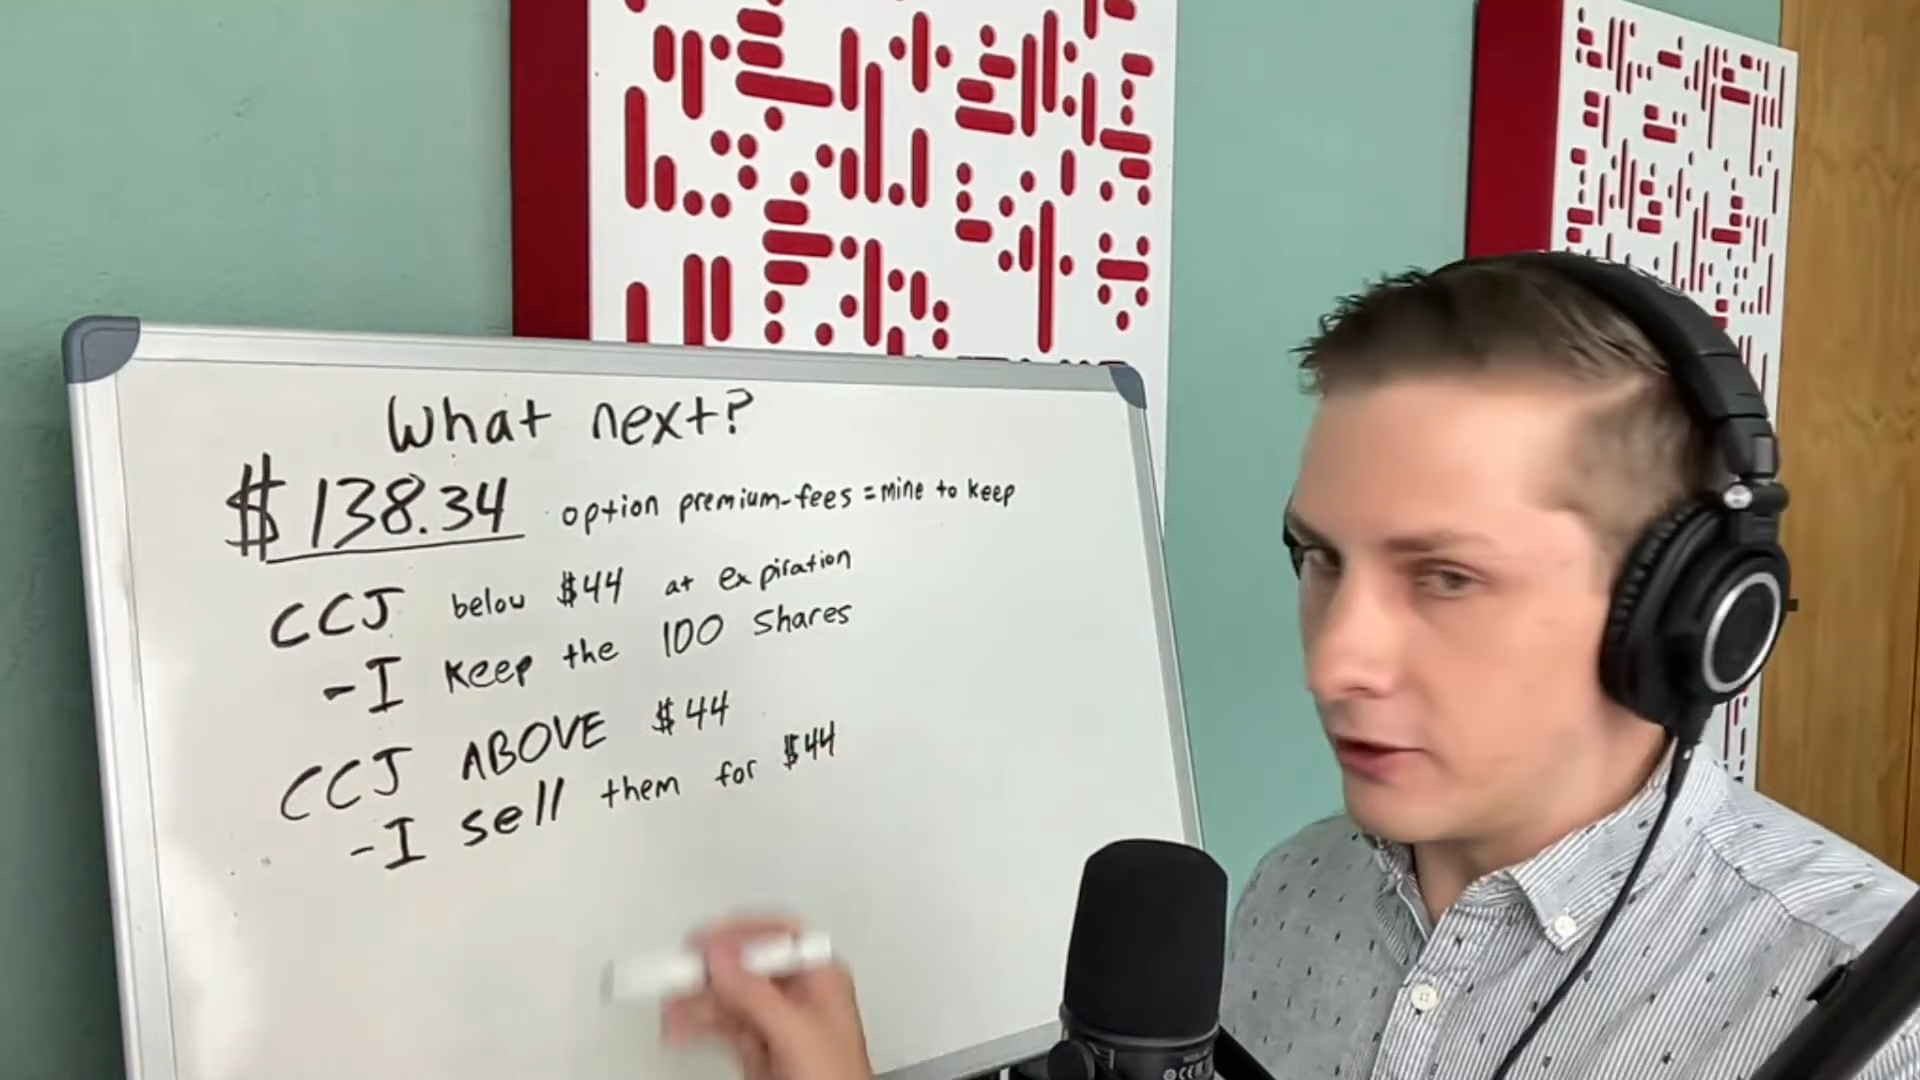 What next?
$138.34 option premium-fees = mine to keep
CCJ below $44 at expiration
-I keep the 100 shares
CCJ ABOVE $44
-I sell them for $44